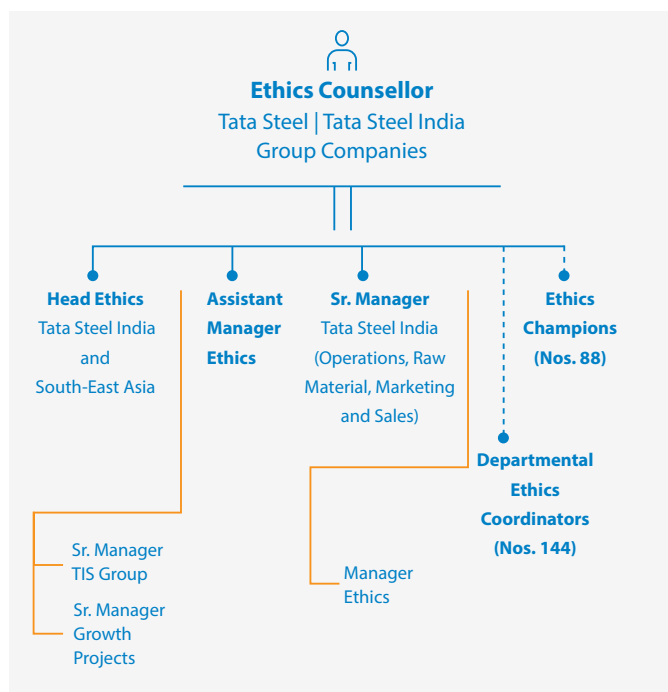 Ethics Counsellor
Tata Steel | Tata Steel India
Group Companies
Head Ethics
Tata Steel India
and
South-East Asia
Assistant
Manager
Ethics
Sr. Manager
Tata Steel India
(Operations, Raw
Material, Marketing
and Sales)
Ethics
Champions
(Nos. 88)
Departmental
Ethics
Coordinators
(Nos. 144)
Sr. Manager
TIS Group
Sr. Manager
Growth
Projects
Manager
Ethics